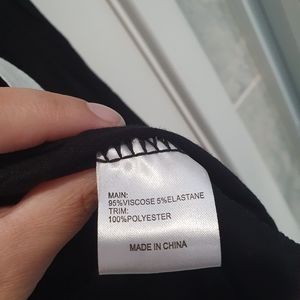 MAIN:
95%VISCOSE 5%ELASTANE
TRIM:
100%POLYESTER
MADE IN CHINA